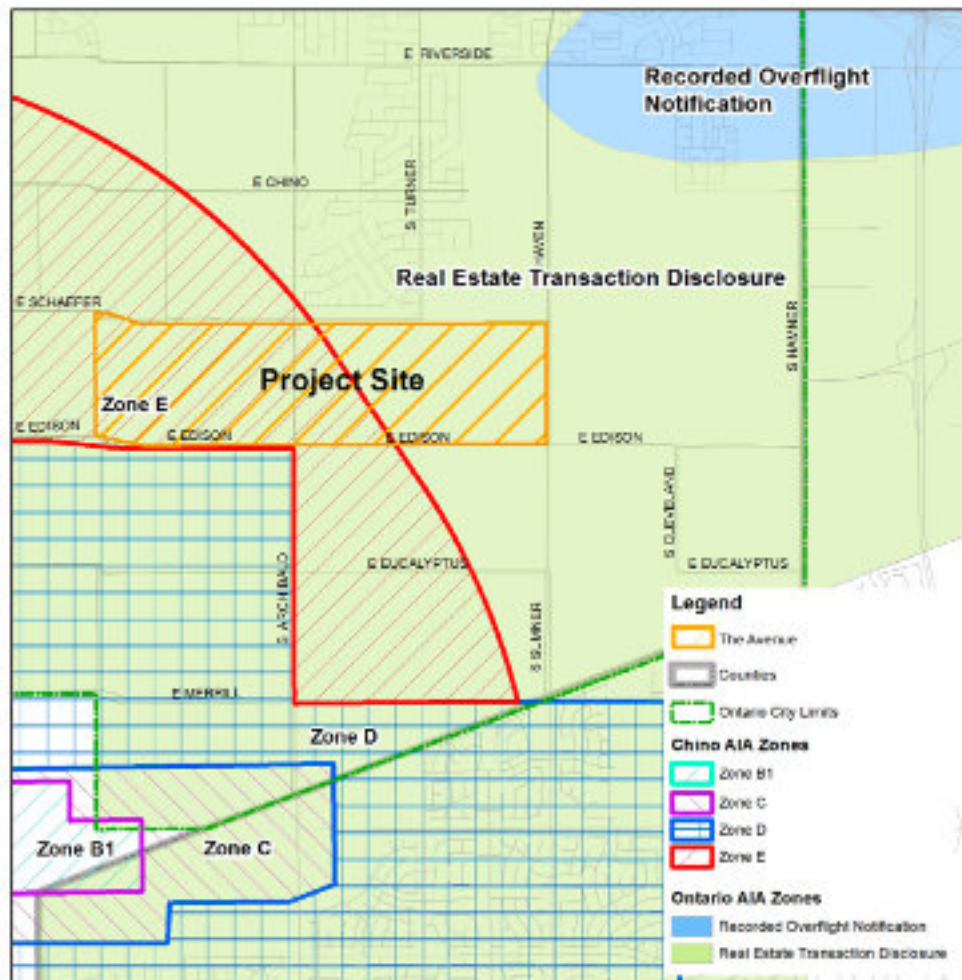 E RIVERSIDE
Recorded Overflight
Notification
E CHINO
S TURNER
HAVEN
Real Estate Transaction Disclosure
E SCHAEFER
S HAMNER
Project Site
Zone E
E EDISON
E EDISON
E EDISON
E EDISON
S CLEVELAND
S ARCHIBALD
E EUCALYPTUS
E EUCALYPTUS
S SUMNER
E MERRILL
Zone D
Zone B1
Zone C
Legend
The Avenue
Counties
Ontario City Limits
Chino AIA Zones
Zone B1
Zone C
Zone D
Zone E
Ontario AIA Zones
Recorded Overflight Notification
Real Estate Transaction Disclosure